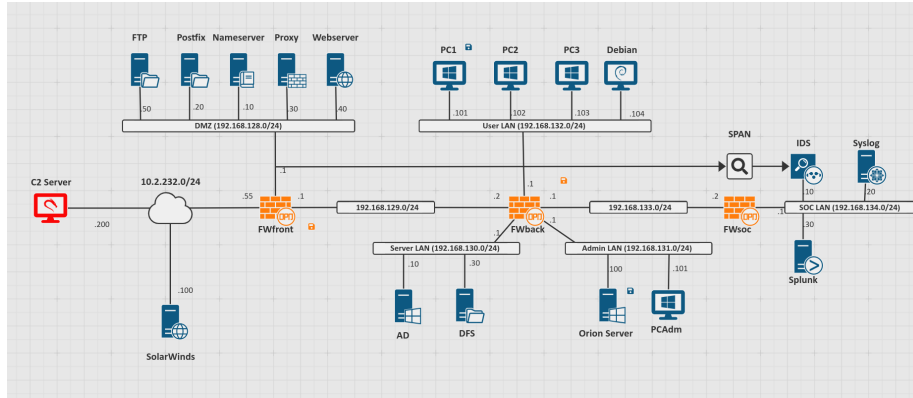 FTP
Postfix
Nameserver
Proxy
Webserver
.50
.20
.10
.30
.40
DMZ (192.168.128.0/24)
PC1
PC2
PC3
Debian
.101
.102
.103
.104
User LAN (192.168.132.0/24)
SPAN
IDS
Syslog
.1
.1
10
20
C2 Server
10.2.232.0/24
.200
.55
.1
FWfront
192.168.129.0/24
.2
.1
FWback
192.168.133.0/24
.2
FWsoc
.1
SOC LAN (192.168.134.0/24)
.30
Splunk
.1
.1
Server LAN (192.168.130.0/24)
Admin LAN (192.168.131.0/24)
.10
.30
100
.101
.100
AD
DFS
Orion Server
PCAdm
SolarWinds